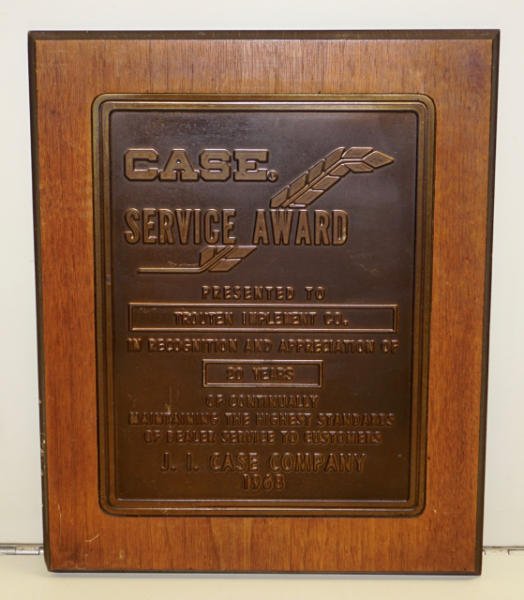 CASE.
SERVICE AWARD
PRESENTED TO
TROUTEN IMPLEMENT CO.
IN RECOGNITION AND APPRECIATION OF
20 YEARS
OF CONTINUALLY
MAINTAINING THE HIGHEST STANDARDS
OF DEALER SERVICE TO CUSTOMERS
J. I. CASE COMPANY
1968